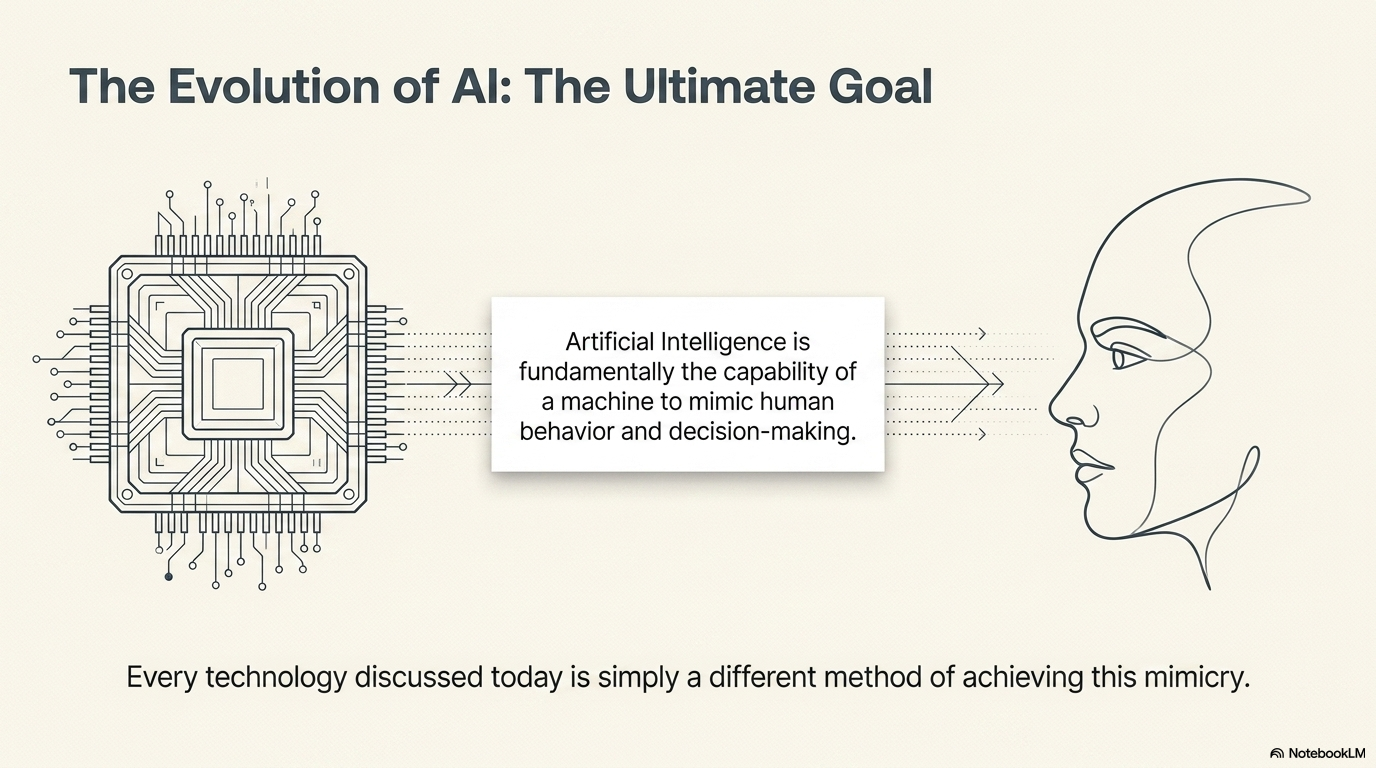 The Evolution of AI: The Ultimate Goal
Artificial Intelligence is
fundamentally the capability of
a machine to mimic human
behavior and decision-making.
Every technology discussed today is simply a different method of achieving this mimicry.
NotebookLM